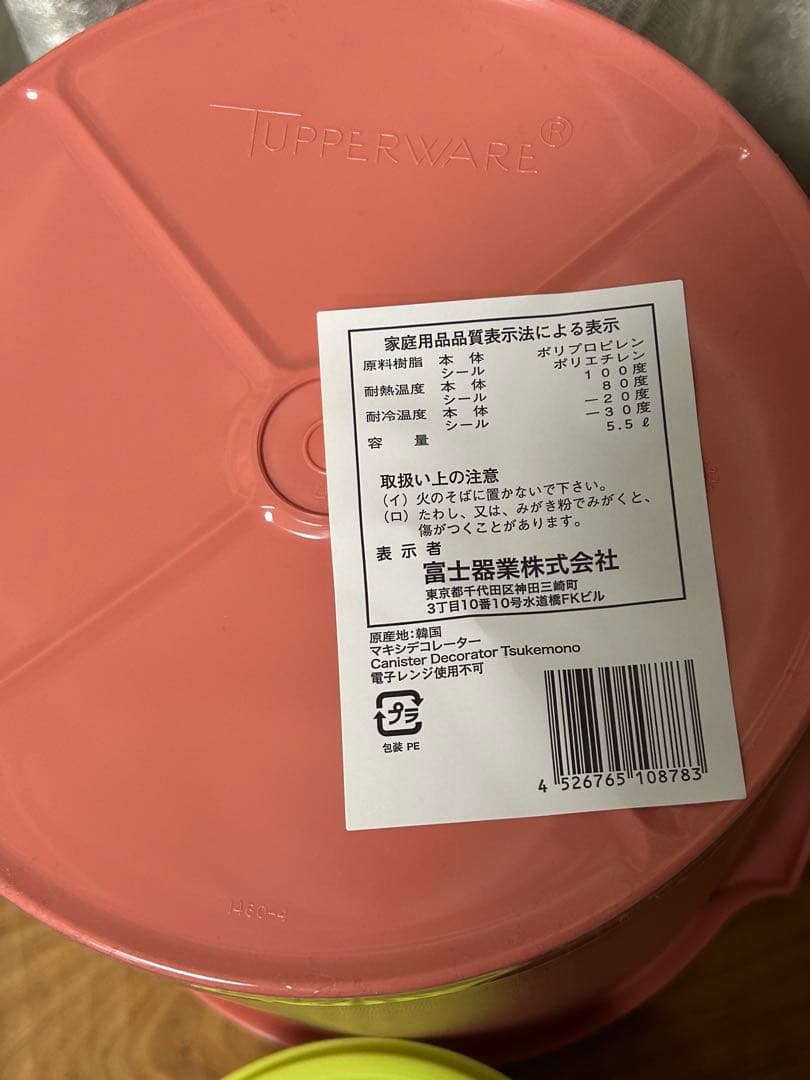 TUPPERWARE®
家庭用品品質表示法による表示
原料樹脂 本体 ポリプロピレン
シール ポリエチレン
耐熱温度 本体 100度
シール 80度
耐冷温度 本体 −20度
シール −30度
容量 5.5ℓ
取扱い上の注意
(イ) 火のそばに置かないで下さい。
(ロ) たわし、又は、みがき粉でみがくと、
傷がつくことがあります。
表示者
富士器業株式会社
東京都千代田区神田三崎町
3丁目10番10号水道橋FKビル
原産地:韓国
マキシデコレーター
Canister Decorator Tsukemono
電子レンジ使用不可
プラ
包装 PE
4 526765 108783
1460-4